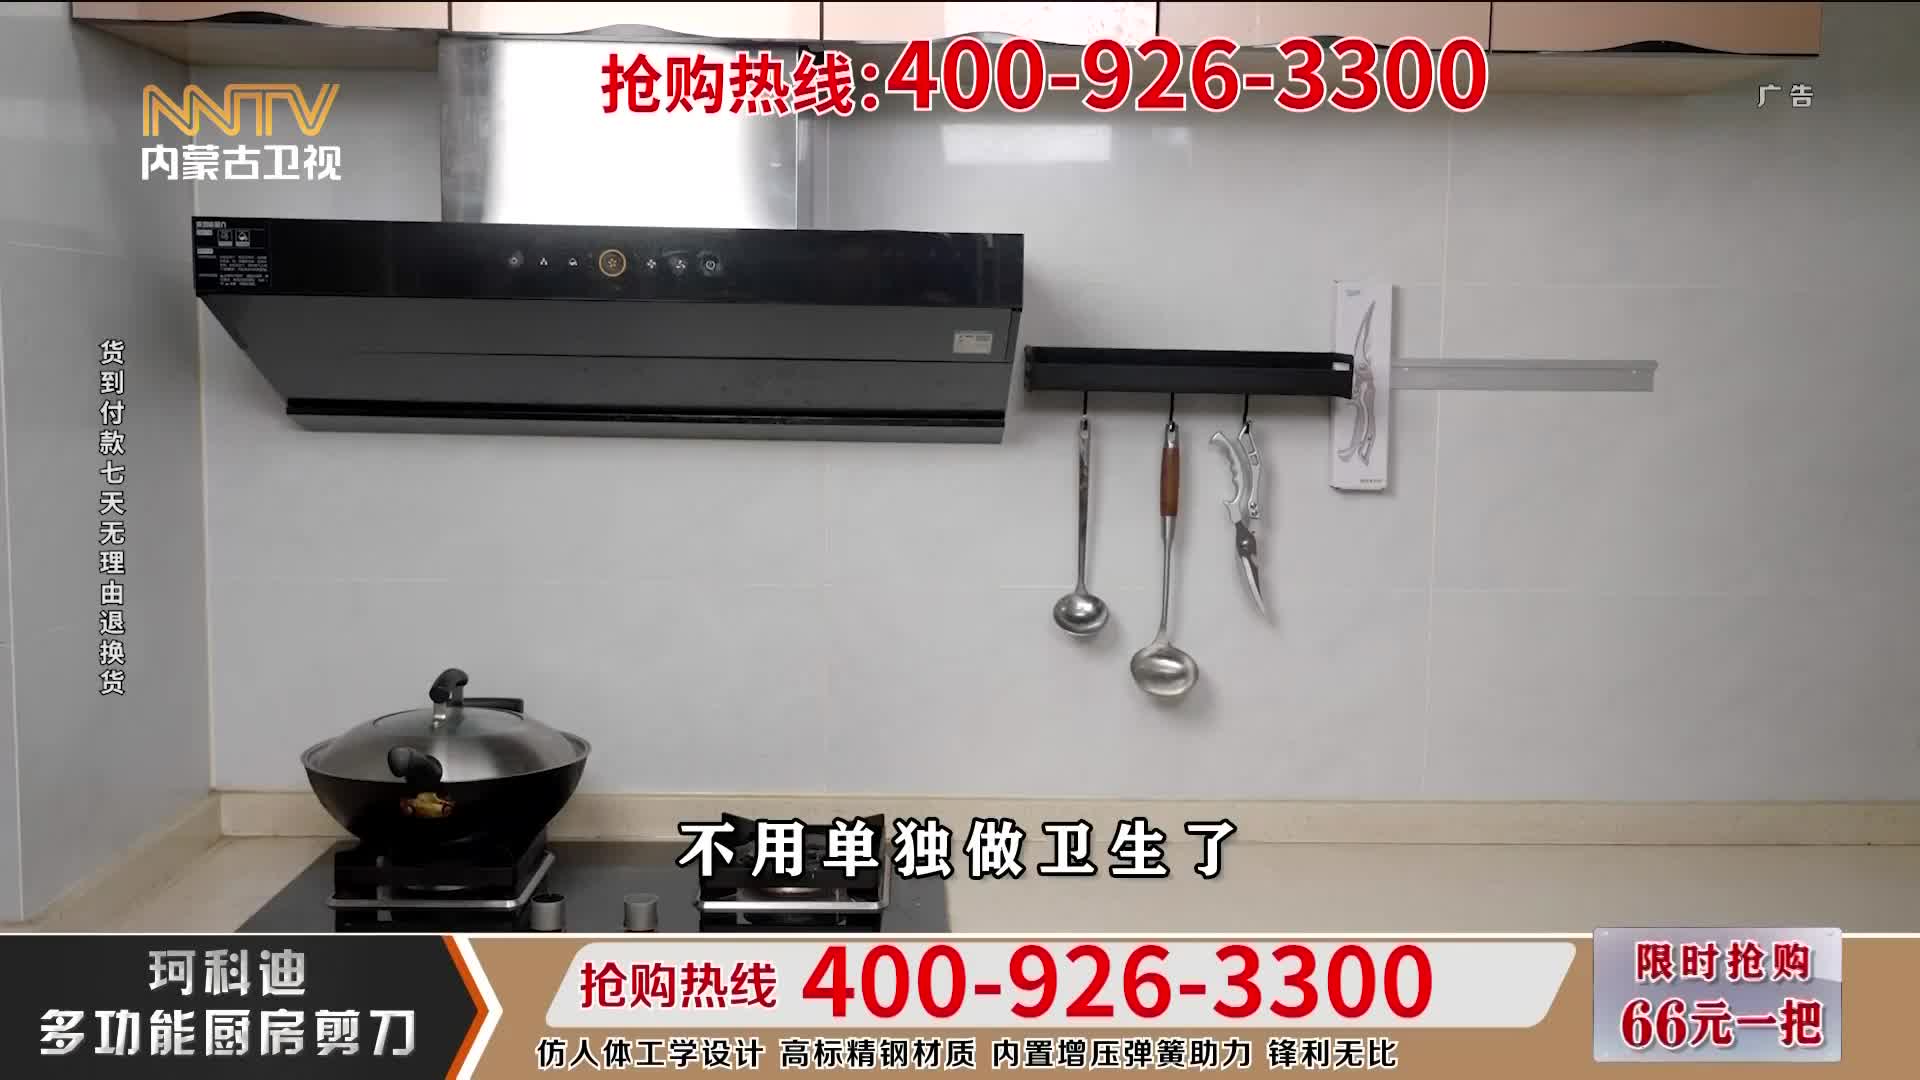 抢购热线:400-926-3300
广告
NNTV
内蒙古卫视
货到付款七天无理由退换货
不用单独做卫生了
珂科迪
多功能厨房剪刀
抢购热线 400-926-3300
仿人体工学设计 高标精钢材质 内置增压弹簧助力 锋利无比
限时抢购
66元一把